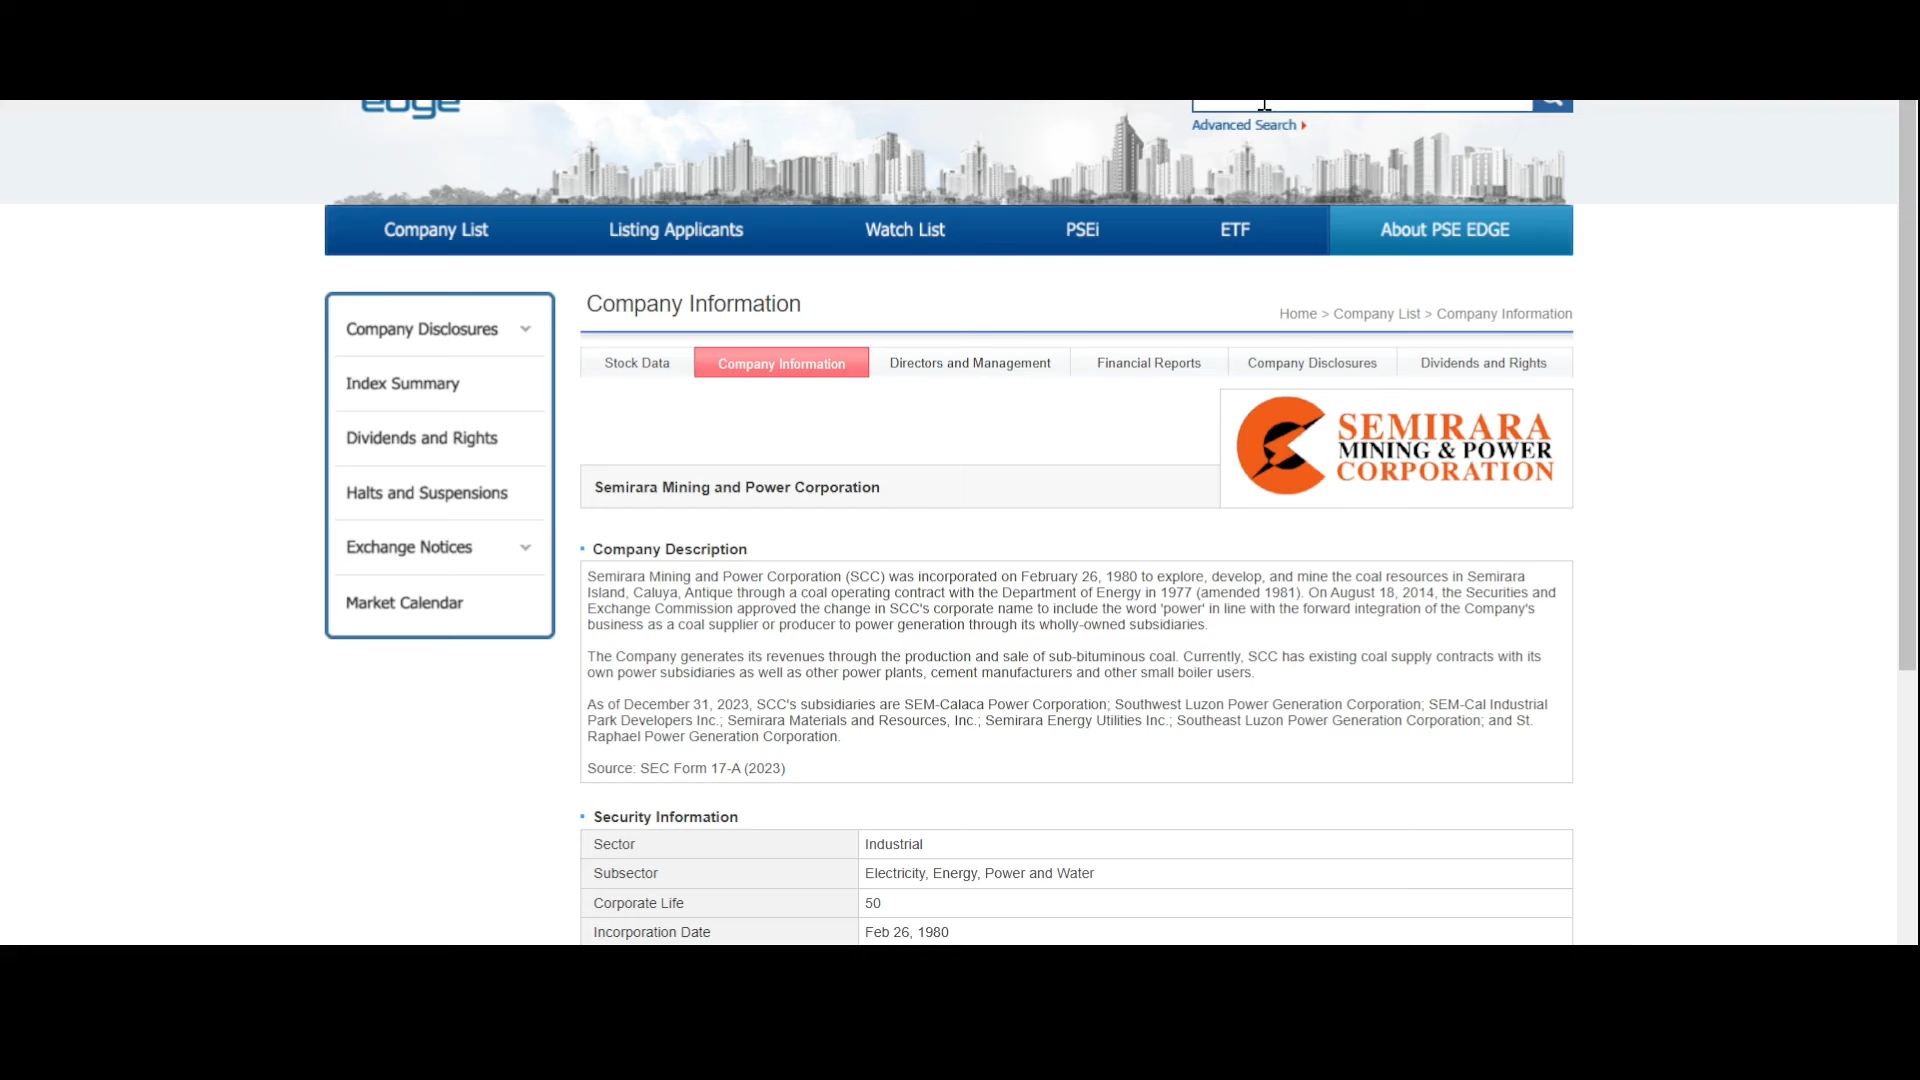 edge
Advanced Search
Company List
Listing Applicants
Watch List
PSEi
ETF
About PSE EDGE
Company Disclosures
Index Summary
Dividends and Rights
Halts and Suspensions
Exchange Notices
Market Calendar
Company Information
Home > Company List > Company Information
Stock Data
Company Information
Directors and Management
Financial Reports
Company Disclosures
Dividends and Rights
SEMIRARA
MINING & POWER
CORPORATION
Semirara Mining and Power Corporation
Company Description
Semirara Mining and Power Corporation (SCC) was incorporated on February 26, 1980 to explore, develop, and mine the coal resources in Semirara
Island, Caluya, Antique through a coal operating contract with the Department of Energy in 1977 (amended 1981). On August 18, 2014, the Securities and
Exchange Commission approved the change in SCC's corporate name to include the word 'power' in line with the forward integration of the Company's
business as a coal supplier or producer to power generation through its wholly-owned subsidiaries.
The Company generates its revenues through the production and sale of sub-bituminous coal. Currently, SCC has existing coal supply contracts with its
own power subsidiaries as well as other power plants, cement manufacturers and other small boiler users.
As of December 31, 2023, SCC's subsidiaries are SEM-Calaca Power Corporation; Southwest Luzon Power Generation Corporation; SEM-Cal Industrial
Park Developers Inc.; Semirara Materials and Resources, Inc.; Semirara Energy Utilities Inc.; Southeast Luzon Power Generation Corporation; and St.
Raphael Power Generation Corporation.
Source: SEC Form 17-A (2023)
Security Information
Sector Industrial
Subsector Electricity, Energy, Power and Water
Corporate Life 50
Incorporation Date Feb 26, 1980